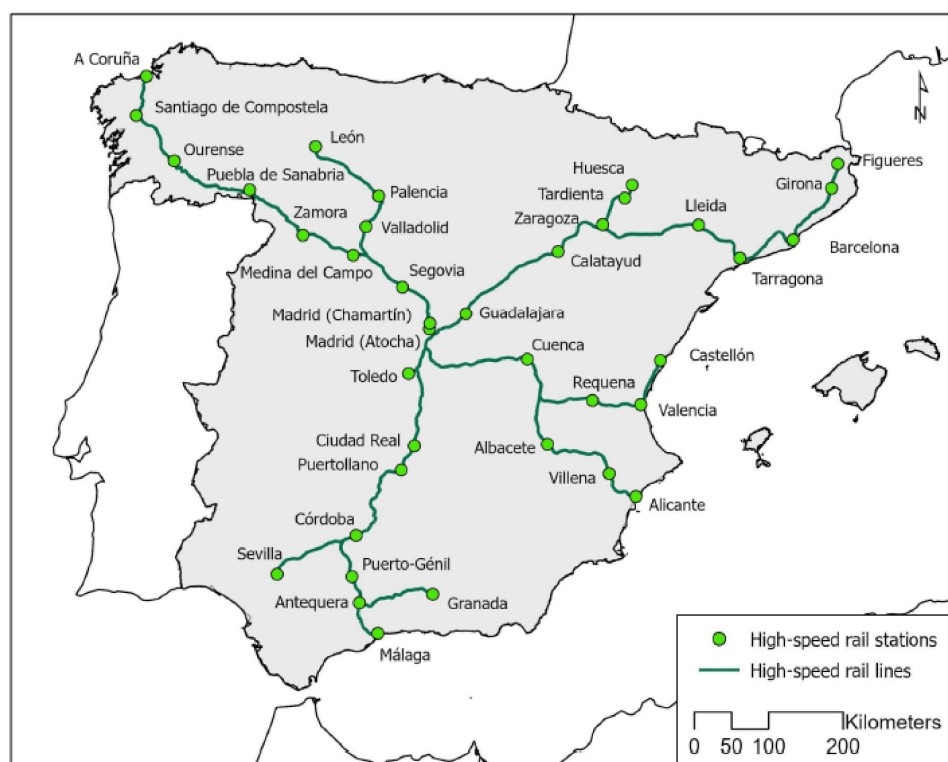 A Coruña
Santiago de Compostela
León
Ourense
Puebla de Sanabria
Palencia
Zamora
Valladolid
Medina del Campo
Segovia
Huesca
Tardienta
Zaragoza
Lleida
Girona
Figueres
Barcelona
Tarragona
Calatayud
Guadalajara
Madrid (Chamartín)
Madrid (Atocha)
Toledo
Cuenca
Castellón
Requena
Valencia
Ciudad Real
Puertollano
Albacete
Villena
Alicante
Córdoba
Sevilla
Puerto-Génil
Antequera
Granada
Málaga
N
High-speed rail stations
High-speed rail lines
Kilometers
0 50 100 200